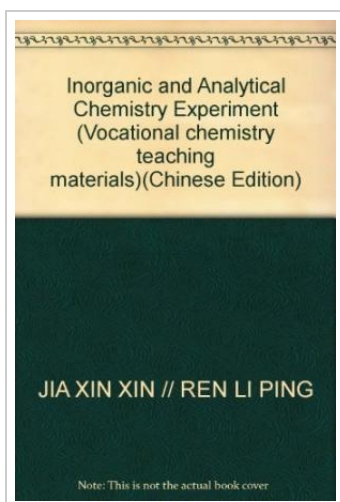 Inorganic and Analytical
Chemistry Experiment
(Vocational chemistry
teaching
materials)(Chinese Edition)
JIA XIN XIN // REN LI PING
Note: This is not the actual book cover